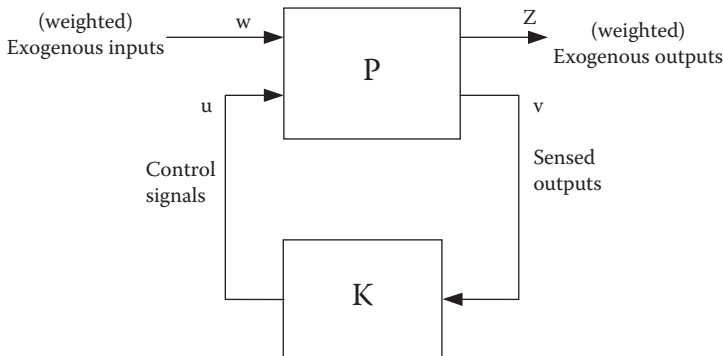 (weighted)
Exogenous inputs
w
Z
(weighted)
Exogenous outputs
P
u
v
Control
signals
Sensed
outputs
K